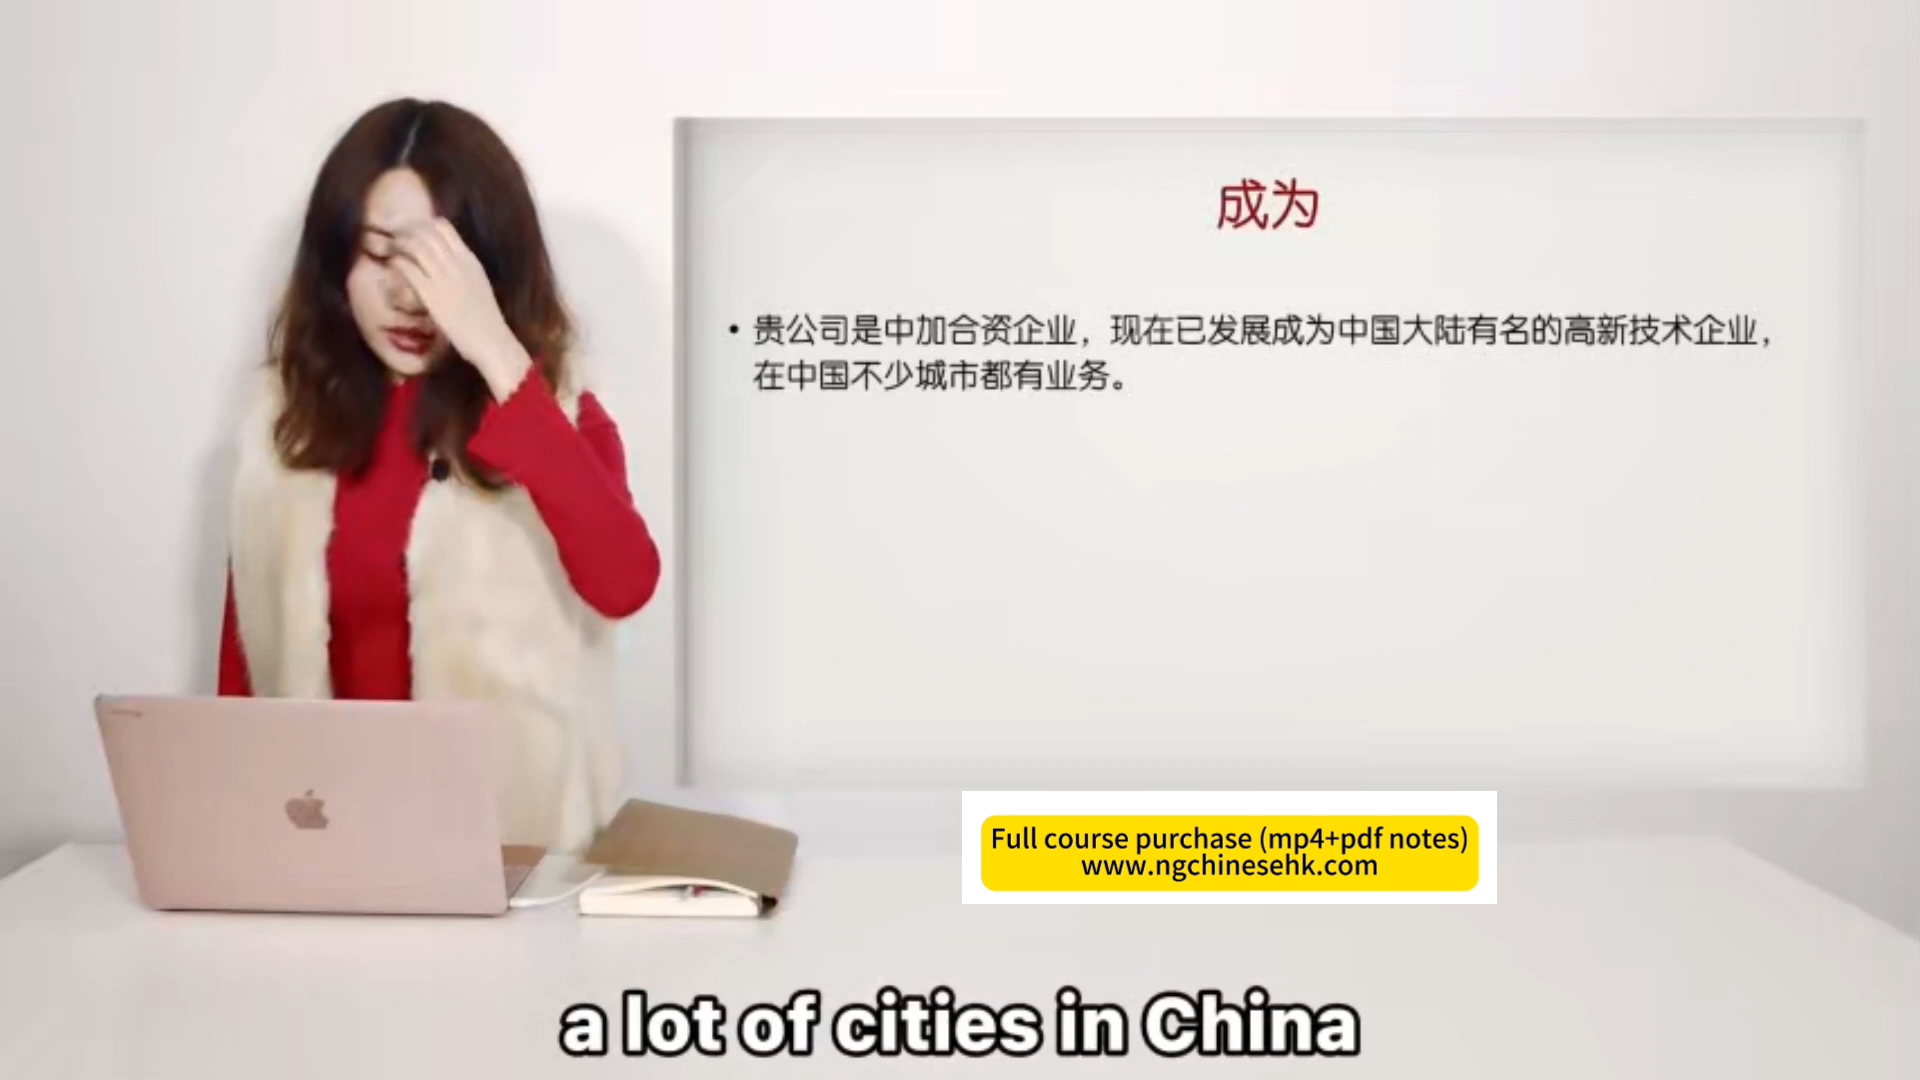 成为
• 贵公司是中加合资企业，现在已发展成为中国大陆有名的高新技术企业，
在中国不少城市都有业务。
Full course purchase (mp4+pdf notes)
www.ngchinesehk.com
a lot of cities in China